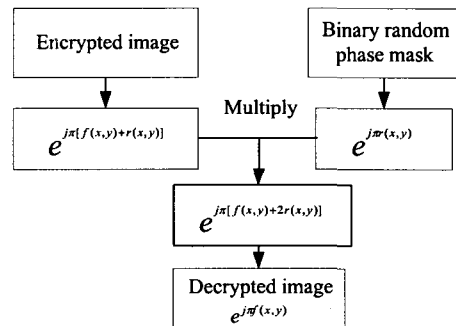 Encrypted image
Binary random
phase mask
Multiply
e^{jπ[f(x,y)+r(x,y)]}
e^{jπr(x,y)}
e^{jπ[f(x,y)+2r(x,y)]}
Decrypted image
e^{jπf(x,y)}